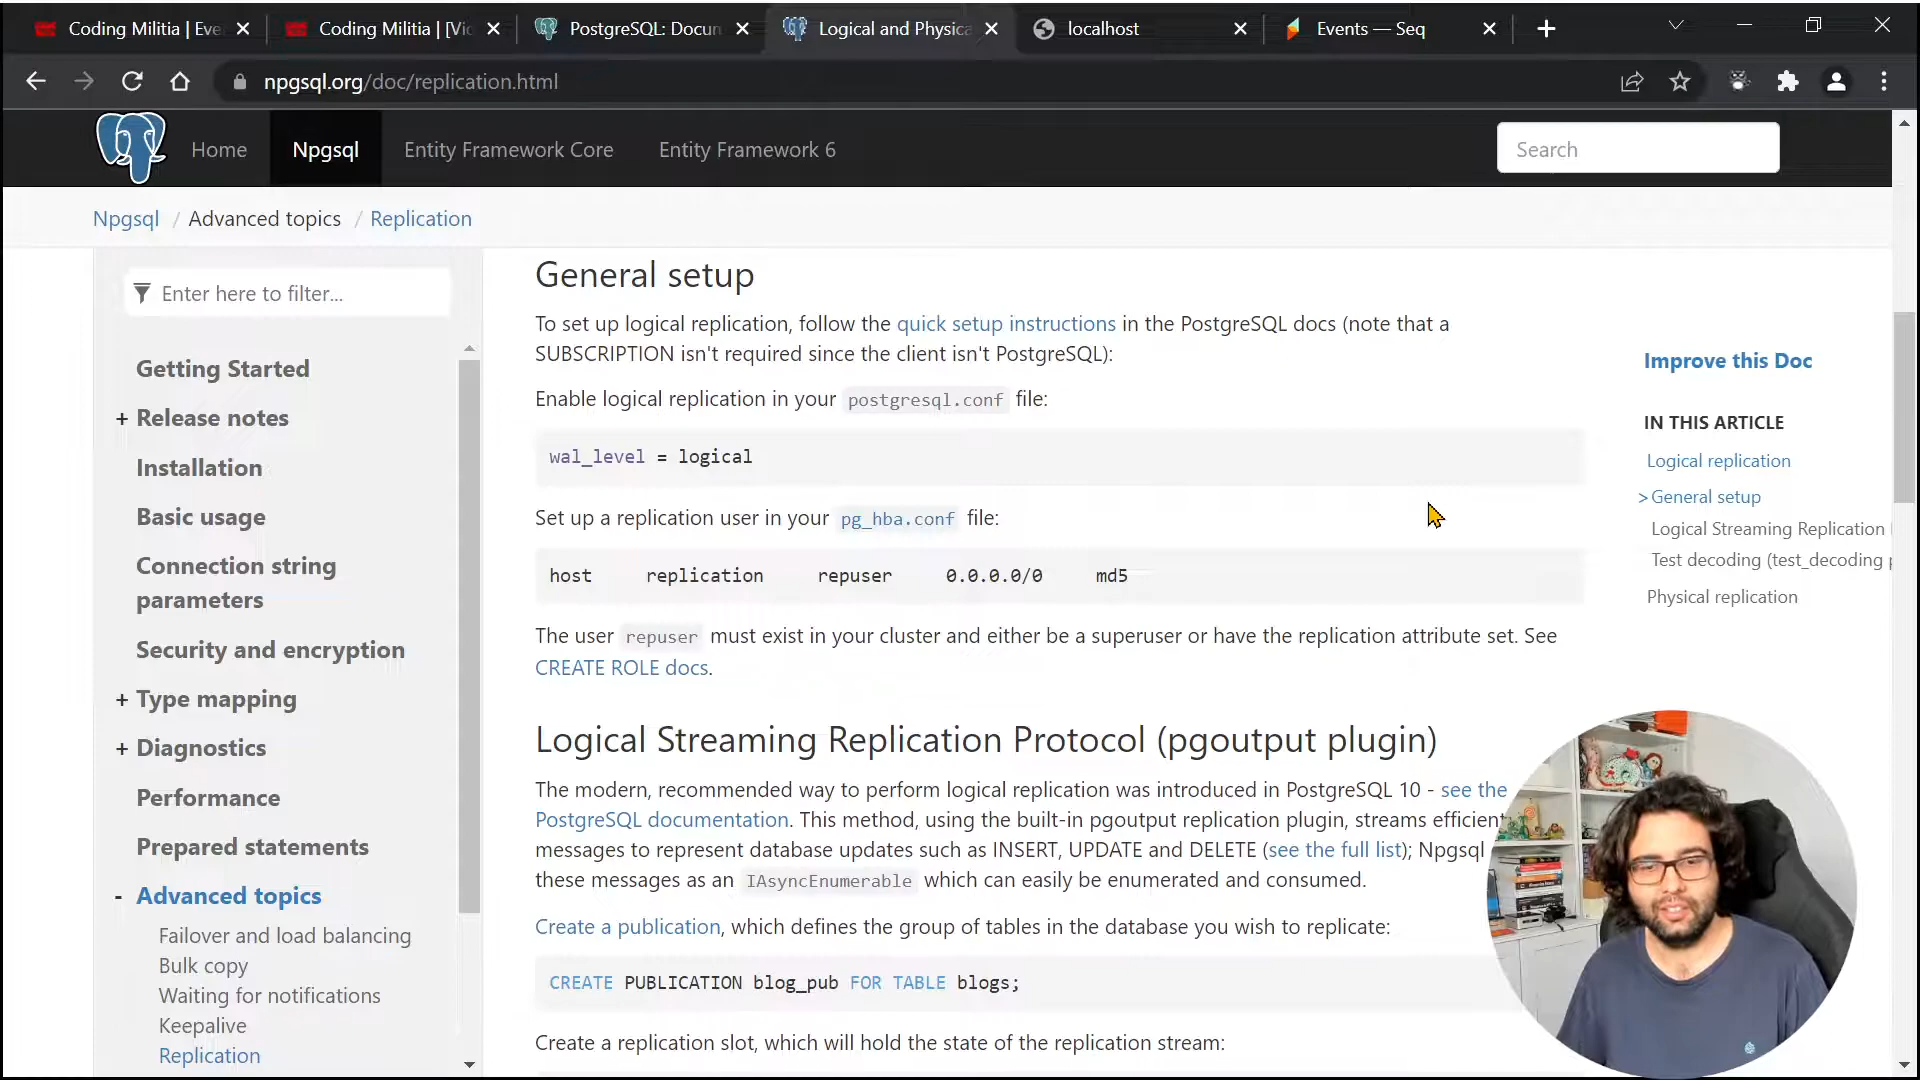 Coding Militia | Eve
Coding Militia | [Vic
PostgreSQL: Docun
Logical and Physica
localhost
Events — Seq
npgsql.org/doc/replication.html
Home
Npgsql
Entity Framework Core
Entity Framework 6
Search
Npgsql / Advanced topics / Replication
Enter here to filter...
Getting Started
+ Release notes
Installation
Basic usage
Connection string
parameters
Security and encryption
+ Type mapping
+ Diagnostics
Performance
Prepared statements
- Advanced topics
Failover and load balancing
Bulk copy
Waiting for notifications
Keepalive
Replication
General setup
To set up logical replication, follow the quick setup instructions in the PostgreSQL docs (note that a
SUBSCRIPTION isn't required since the client isn't PostgreSQL):
Enable logical replication in your postgresql.conf file:
wal_level = logical
Set up a replication user in your pg_hba.conf file:
host replication repuser 0.0.0.0/0 md5
The user repuser must exist in your cluster and either be a superuser or have the replication attribute set. See
CREATE ROLE docs.
Logical Streaming Replication Protocol (pgoutput plugin)
The modern, recommended way to perform logical replication was introduced in PostgreSQL 10 - see the
PostgreSQL documentation. This method, using the built-in pgoutput replication plugin, streams efficient
messages to represent database updates such as INSERT, UPDATE and DELETE (see the full list); Npgsql
these messages as an IAsyncEnumerable which can easily be enumerated and consumed.
Create a publication, which defines the group of tables in the database you wish to replicate:
CREATE PUBLICATION blog_pub FOR TABLE blogs;
Create a replication slot, which will hold the state of the replication stream:
Improve this Doc
IN THIS ARTICLE
Logical replication
> General setup
Logical Streaming Replication
Test decoding (test_decoding
Physical replication